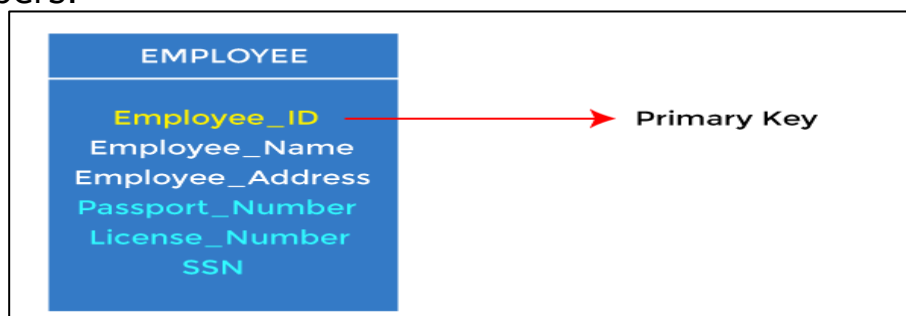 EMPLOYEE
Employee_ID
Primary Key
Employee_Name
Employee_Address
Passport_Number
License_Number
SSN